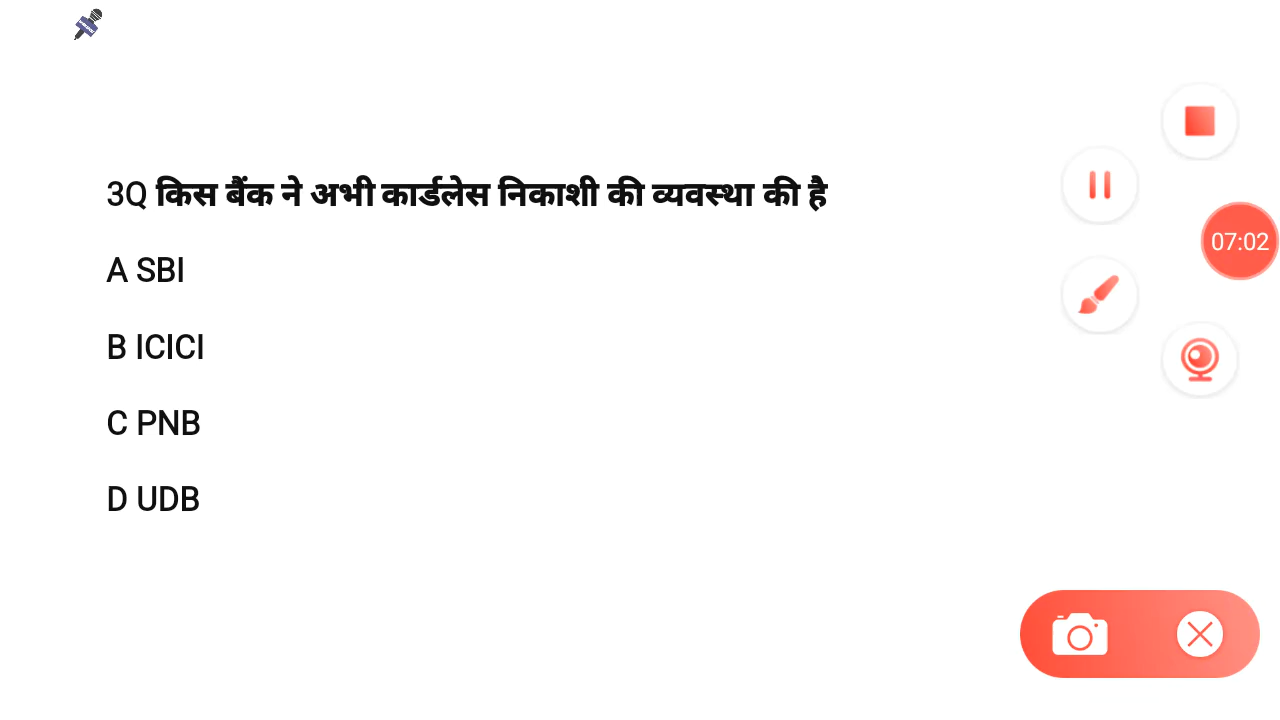 3Q किस बैंक ने अभी कार्डलेस निकाशी की व्यवस्था की है
A SBI
B ICICI
C PNB
D UDB
07:02